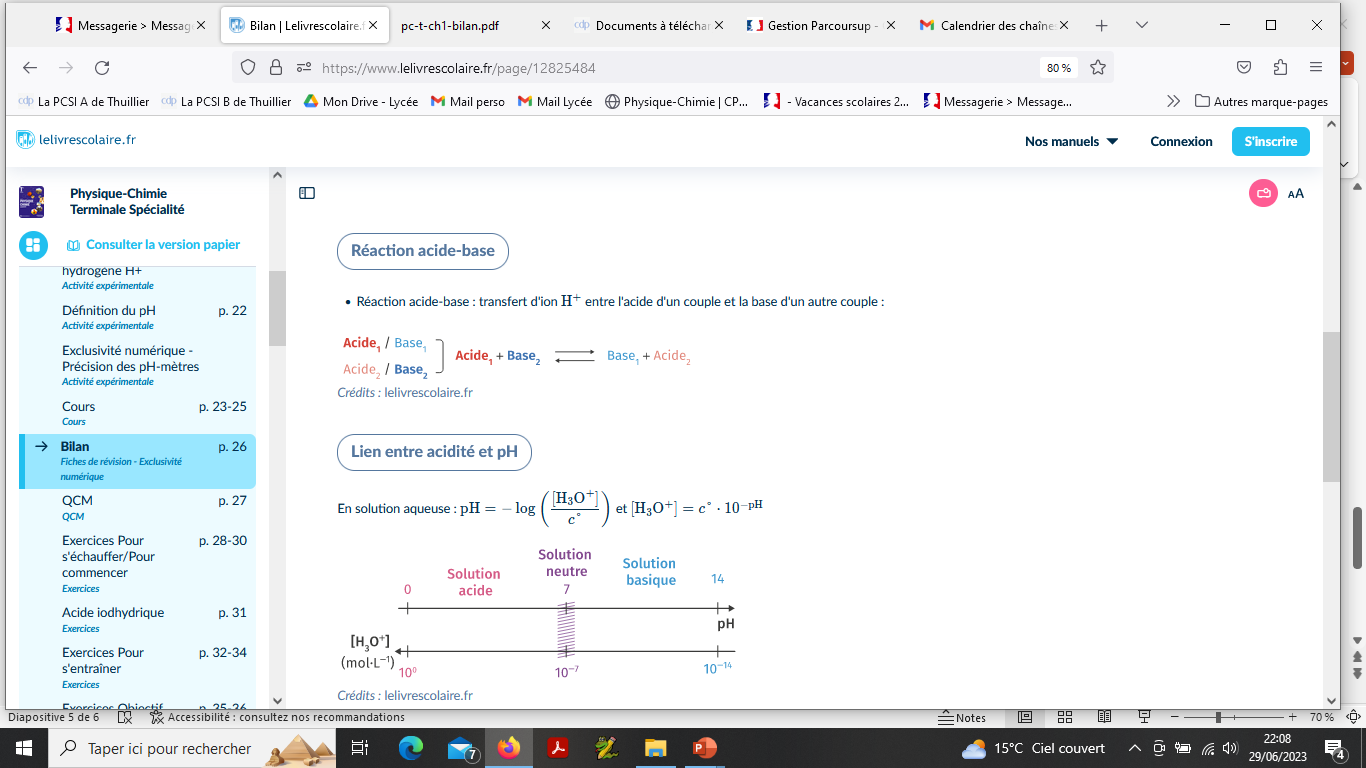 Messagerie > Message
Bilan | Lelivrescolaire.f
pc-t-ch1-bilan.pdf
Documents à téléchar
Gestion Parcoursup -
Calendrier des chaînes
https://www.lelivrescolaire.fr/page/12825484
80 %
La PCSI A de Thuillier
La PCSI B de Thuillier
Mon Drive - Lycée
Mail perso
Mail Lycée
Physique-Chimie | CP...
- Vacances scolaires 2...
Messagerie > Message...
Autres marque-pages
lelivrescolaire.fr
Nos manuels
Connexion
S'inscrire
Physique-Chimie
Terminale Spécialité
Consulter la version papier
hydrogène H+
Activité expérimentale
Définition du pH p. 22
Activité expérimentale
Exclusivité numérique -
Précision des pH-mètres
Activité expérimentale
Cours p. 23-25
Cours
→ Bilan p. 26
Fiches de révision - Exclusivité
numérique
QCM p. 27
QCM
Exercices Pour p. 28-30
s'échauffer/Pour
commencer
Exercices
Acide iodhydrique p. 31
Exercices
Exercices Pour p. 32-34
s'entraîner
Exercices
Exercices Objectif p. 35-36
AA
Réaction acide-base
• Réaction acide-base : transfert d'ion H⁺ entre l'acide d'un couple et la base d'un autre couple :
Acide₁ / Base₁
Acide₂ / Base₂
Acide₁ + Base₂ ⇌ Base₁ + Acide₂
Crédits : lelivrescolaire.fr
Lien entre acidité et pH
En solution aqueuse : pH = − log ([H₃O⁺]/c°) et [H₃O⁺] = c° · 10⁻ᵖᴴ
Solution acide
Solution neutre
Solution basique
0 7 14
pH
[H₃O⁺]
(mol·L⁻¹)
10⁰ 10⁻⁷ 10⁻¹⁴
Crédits : lelivrescolaire.fr
Diapositive 5 de 6
Accessibilité : consultez nos recommandations
Notes
70 %
Taper ici pour rechercher
7
15°C Ciel couvert
22:08
29/06/2023
4